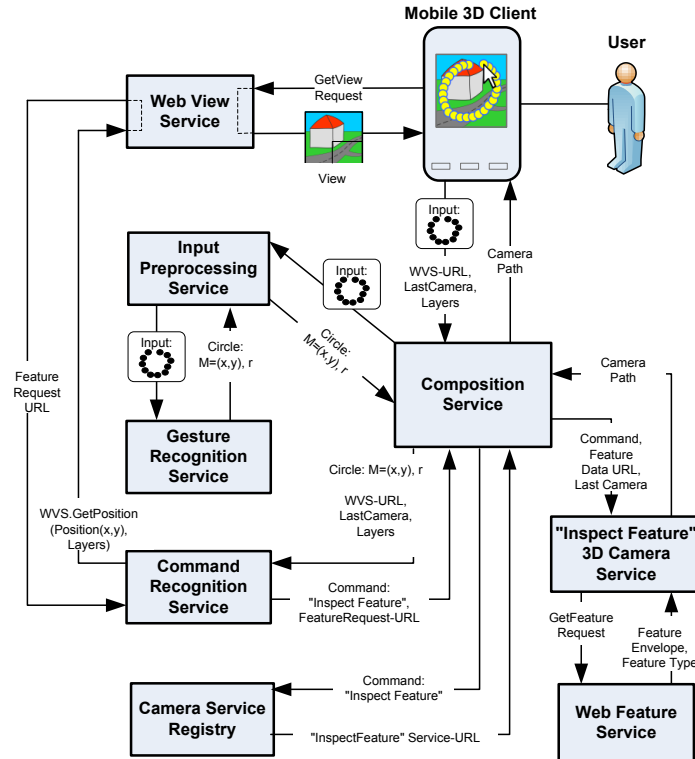 Mobile 3D Client
User
GetView
Request
Web View
Service
View
Input:
WVS-URL,
LastCamera,
Layers
Camera
Path
Input
Preprocessing
Service
Input:
Input:
Circle:
M=(x,y), r
Circle:
M=(x,y), r
Feature
Request
URL
Gesture
Recognition
Service
Composition
Service
Camera
Path
Command,
Feature
Data URL,
Last Camera
Circle: M=(x,y), r
WVS-URL,
LastCamera,
Layers
WVS.GetPosition
(Position(x,y),
Layers)
Command
Recognition
Service
Command:
"Inspect Feature",
FeatureRequest-URL
"Inspect Feature"
3D Camera
Service
GetFeature
Request
Feature
Envelope,
Feature Type
Command:
"Inspect Feature"
Camera Service
Registry
"InspectFeature" Service-URL
Web Feature
Service